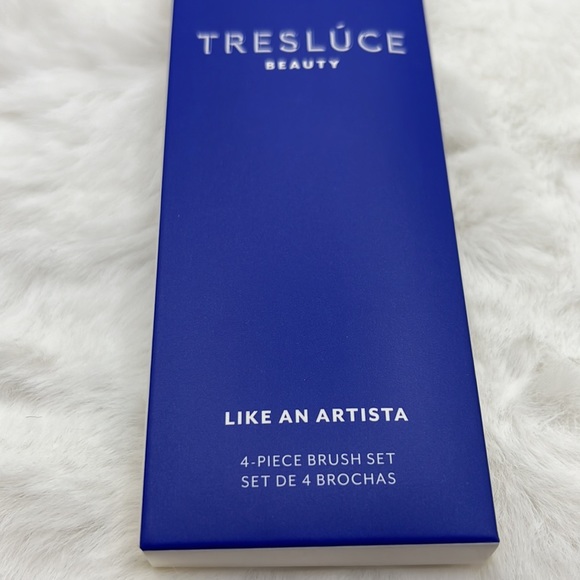 TRESLÚCE
BEAUTY
LIKE AN ARTISTA
4-PIECE BRUSH SET
SET DE 4 BROCHAS